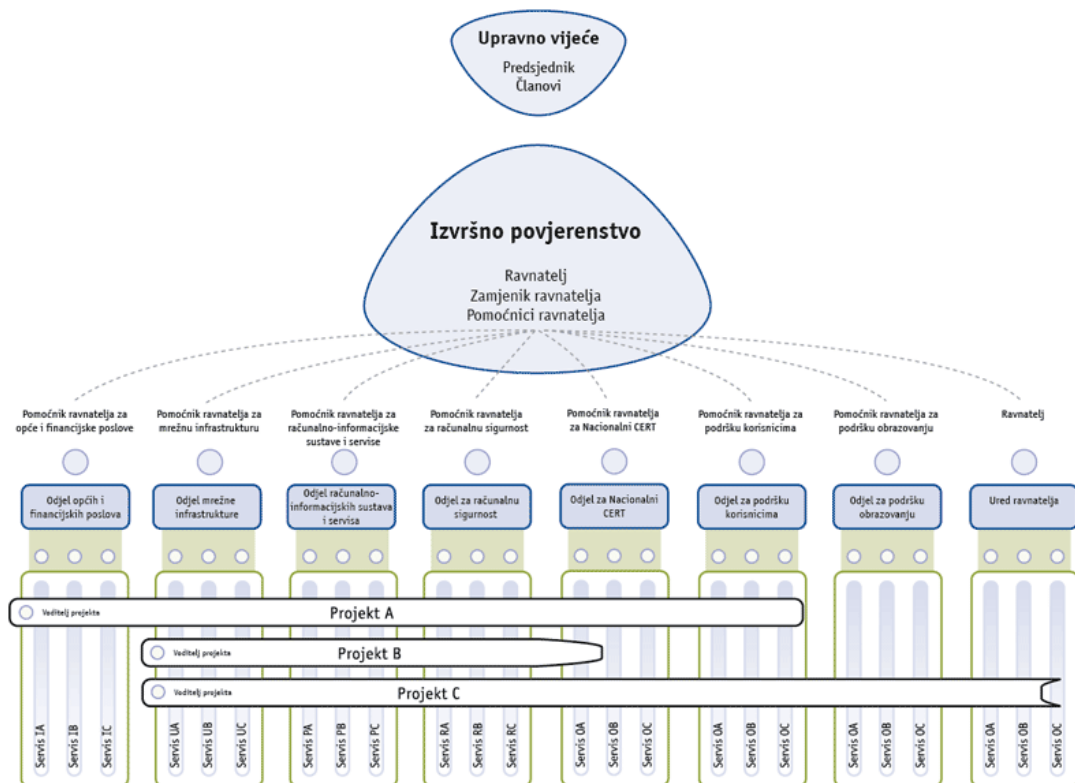 Upravno vijeće
Predsjednik
Članovi
Izvršno povjerenstvo
Ravnatelj
Zamjenik ravnatelja
Pomoćnici ravnatelja
Pomoćnik ravnatelja za
opće i financijske poslove
Pomoćnik ravnatelja za
mrežnu infrastrukturu
Pomoćnik ravnatelja za
računalno-informacijske
sustave i servise
Pomoćnik ravnatelja
za računalnu sigurnost
Pomoćnik ravnatelja
za Nacionalni CERT
Pomoćnik ravnatelja za
podršku korisnicima
Pomoćnik ravnatelja za
podršku obrazovanju
Ravnatelj
Odjel općih i
financijskih poslova
Odjel mrežne
infrastrukture
Odjel računalno-
informacijskih sustava
i servisa
Odjel za računalnu
sigurnost
Odjel za Nacionalni
CERT
Odjel za podršku
korisnicima
Odjel za podršku
obrazovanju
Ured ravnatelja
Voditelj projekta
Projekt A
Voditelj projekta
Projekt B
Voditelj projekta
Projekt C
Servis IA
Servis IB
Servis IC
Servis UA
Servis UB
Servis UC
Servis PA
Servis PB
Servis PC
Servis RA
Servis RB
Servis RC
Servis OA
Servis OB
Servis OC
Servis OA
Servis OB
Servis OC
Servis OA
Servis OB
Servis OC
Servis OA
Servis OB
Servis OC